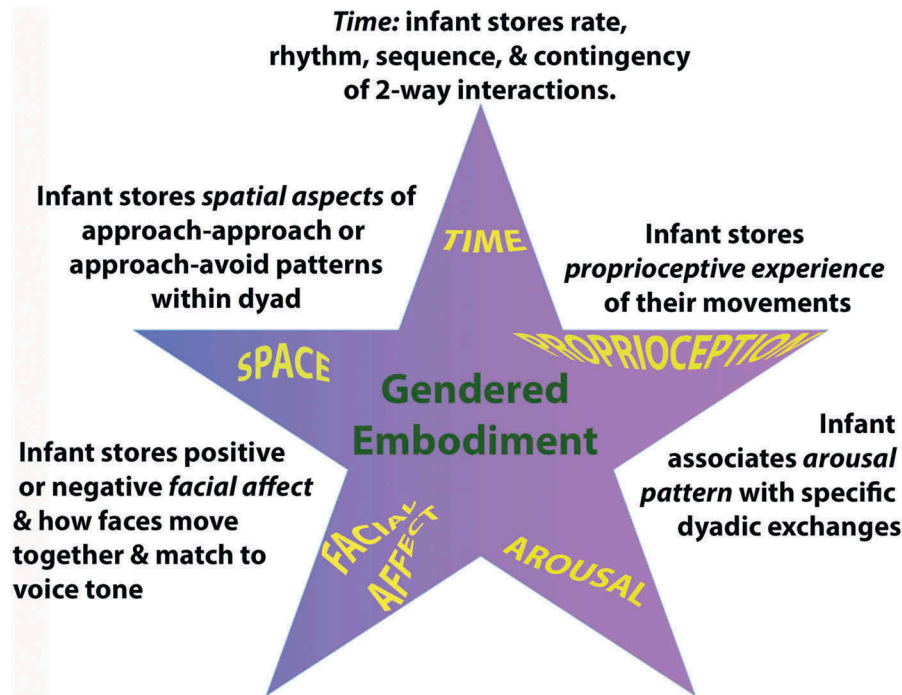 Time: infant stores rate,
rhythm, sequence, & contingency
of 2-way interactions.
Infant stores spatial aspects of
approach-approach or
approach-avoid patterns
within dyad
TIME
Infant stores
proprioceptive experience
of their movements
SPACE
PROPRIOCEPTION
Gendered
Embodiment
Infant stores positive
or negative facial affect
& how faces move
together & match to
voice tone
FACIAL
AFFECT
AROUSAL
Infant
associates arousal
pattern with specific
dyadic exchanges